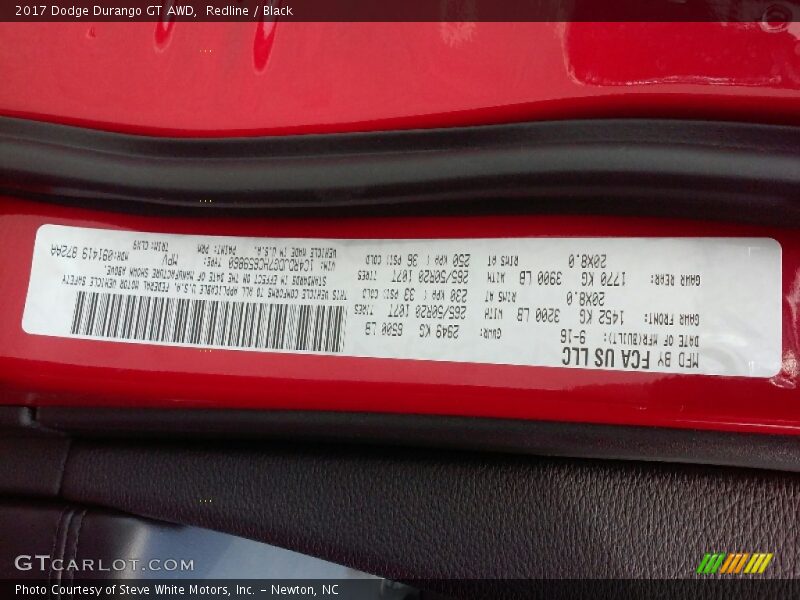 2017 Dodge Durango GT AWD, Redline / Black
MFD BY FCA US LLC
DATE OF MFR(BUILT): 9-16 GVWR: 2949 KG 6500 LB
GAWR FRONT: 1452 KG 3200 LB WITH 265/50R20 107T TIRES
20X8.0 RIMS AT 230 KPA ( 33 PSI) COLD
GAWR REAR: 1770 KG 3900 LB WITH 265/50R20 107T TIRES
20X8.0 RIMS AT 250 KPA ( 36 PSI) COLD
THIS VEHICLE CONFORMS TO ALL APPLICABLE U.S.A. FEDERAL MOTOR VEHICLE SAFETY
STANDARDS IN EFFECT ON THE DATE OF MANUFACTURE SHOWN ABOVE.
VIN: 1C4RDJDG7HC659860 TYPE: MPV
VEHICLE MADE IN U.S.A. PAINT: PRM TRIM: CLX9 MDH:091419 872AA
GTCARLOT.COM
Photo Courtesy of Steve White Motors, Inc. – Newton, NC